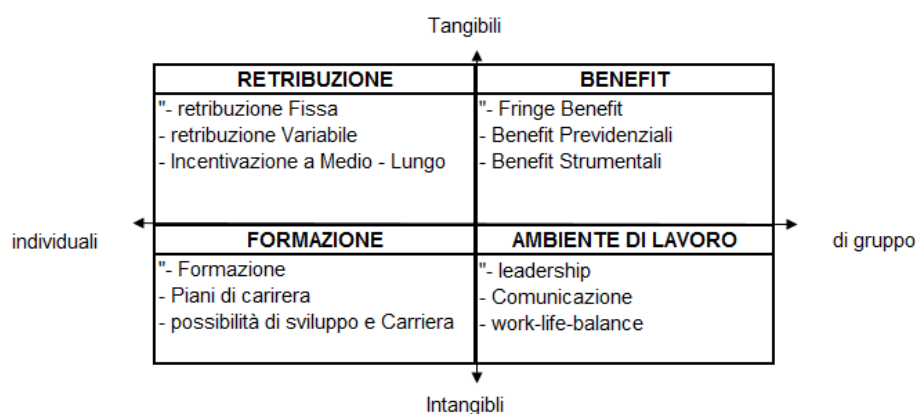 Tangibili
RETRIBUZIONE
"- retribuzione Fissa
- retribuzione Variabile
- Incentivazione a Medio - Lungo
BENEFIT
"- Fringe Benefit
- Benefit Previdenziali
- Benefit Strumentali
individuali
di gruppo
FORMAZIONE
"- Formazione
- Piani di carirera
- possibilità di sviluppo e Carriera
AMBIENTE DI LAVORO
"- leadership
- Comunicazione
- work-life-balance
Intangibli